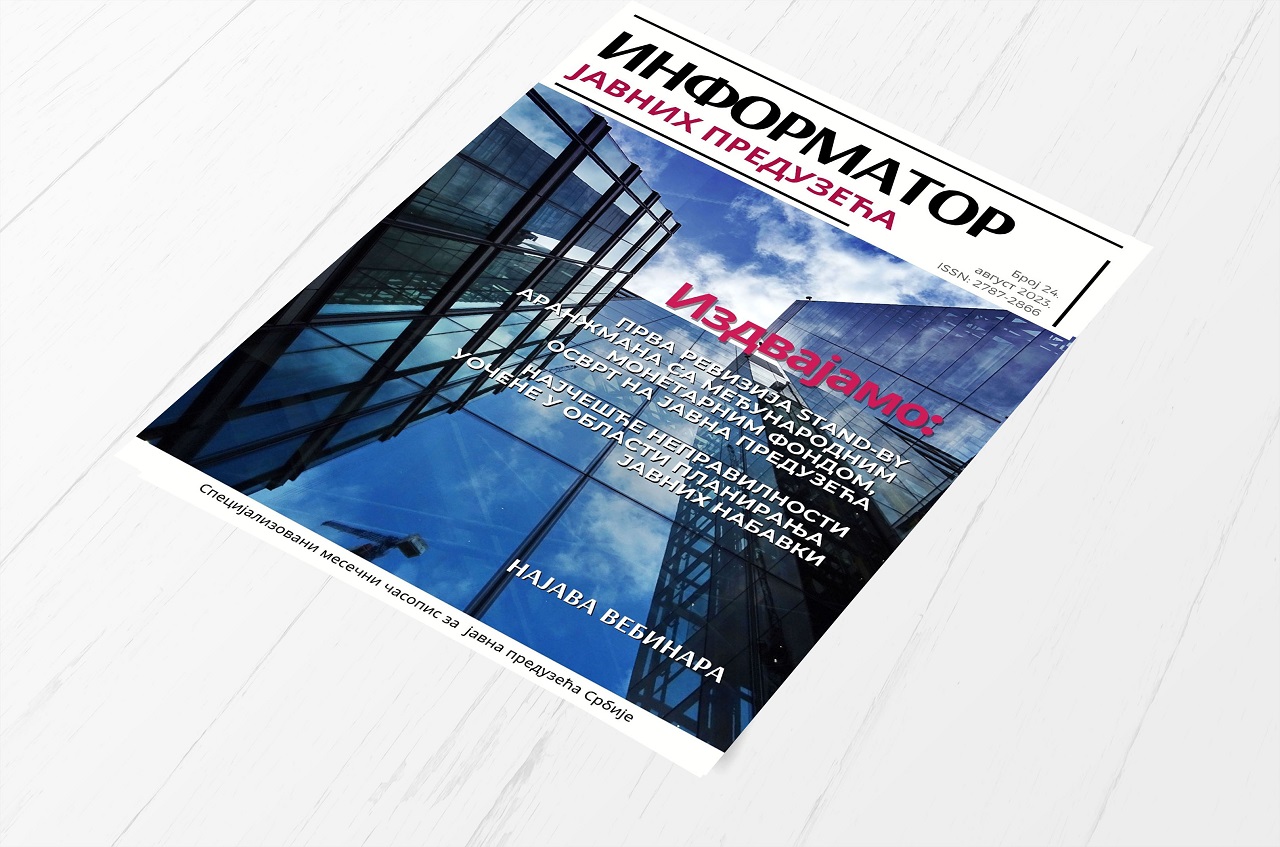 ИНФОРМАТОР
ЈАВНИХ ПРЕДУЗЕЋА
Број 24.
август 2023.
ISSN: 2787-2866
Издвајамо:
ПРВА РЕВИЗИЈА STAND-BY
АРАНЖМАНА СА МЕЂУНАРОДНИМ
МОНЕТАРНИМ ФОНДОМ,
ОСВРТ НА ЈАВНА ПРЕДУЗЕЋА
НАЈЧЕШЋЕ НЕПРАВИЛНОСТИ
УОЧЕНЕ У ОБЛАСТИ ПЛАНИРАЊА
ЈАВНИХ НАБАВКИ
НАЈАВА ВЕБИНАРА
Специјализовани месечни часопис за јавна предузећа Србије